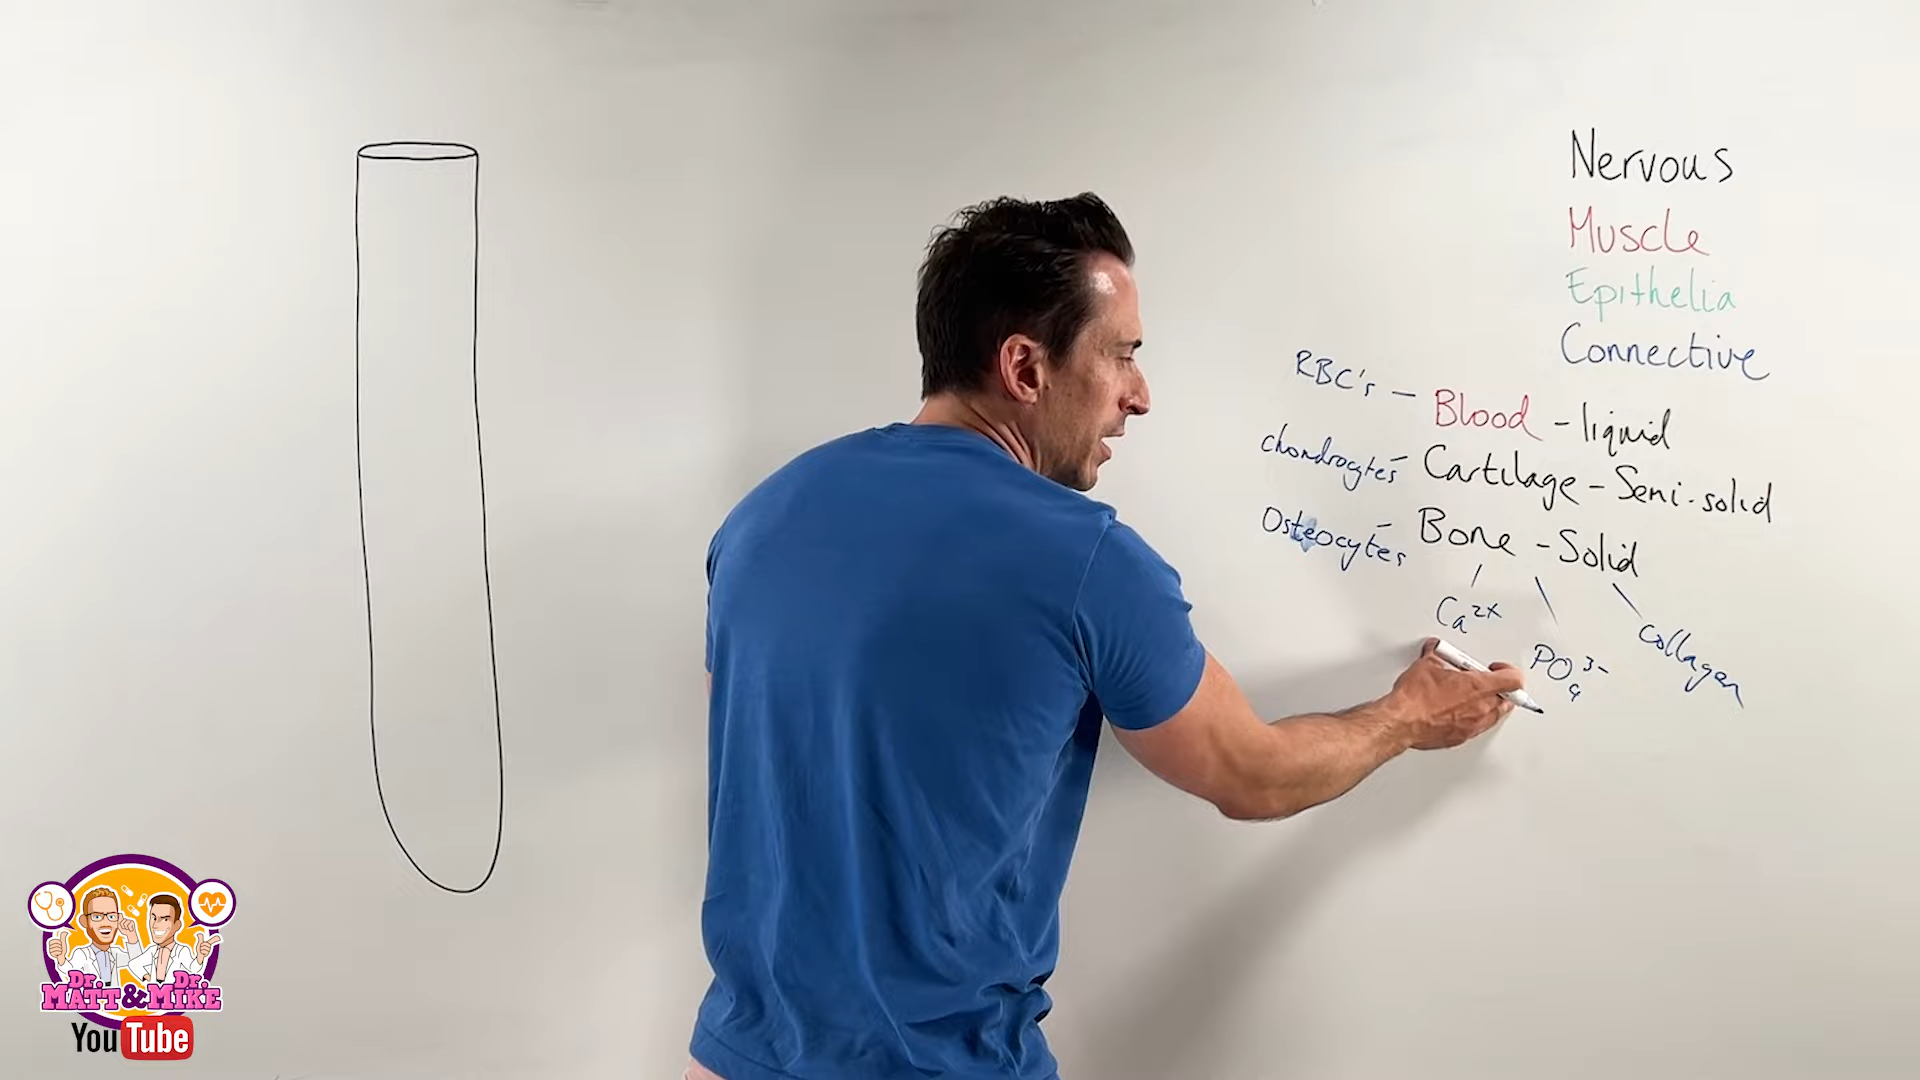 Nervous
Muscle
Epithelia
Connective
RBC's – Blood – liquid
chondrocytes – Cartilage – Semi-solid
Osteocytes – Bone – Solid
Ca²⁺
PO₄³⁻
Collagen
Dr. Dr.
MATT & MIKE
YouTube